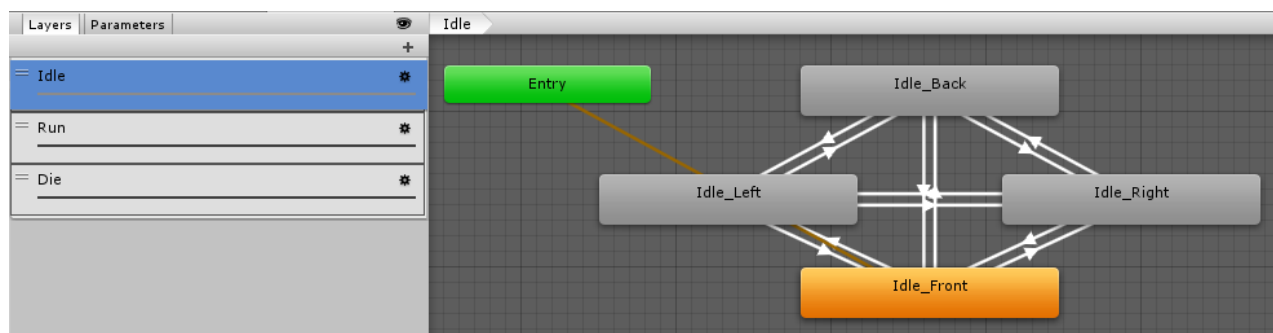 Layers Parameters
Idle
Idle
Run
Die
Entry
Idle_Back
Idle_Left
Idle_Right
Idle_Front